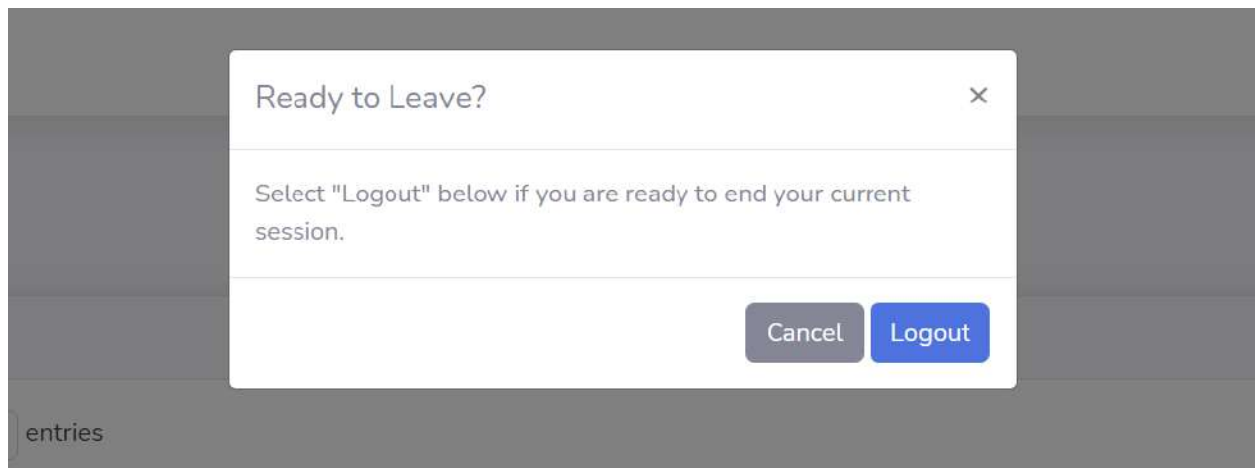 Ready to Leave? ×
Select "Logout" below if you are ready to end your current
session.
Cancel Logout
entries